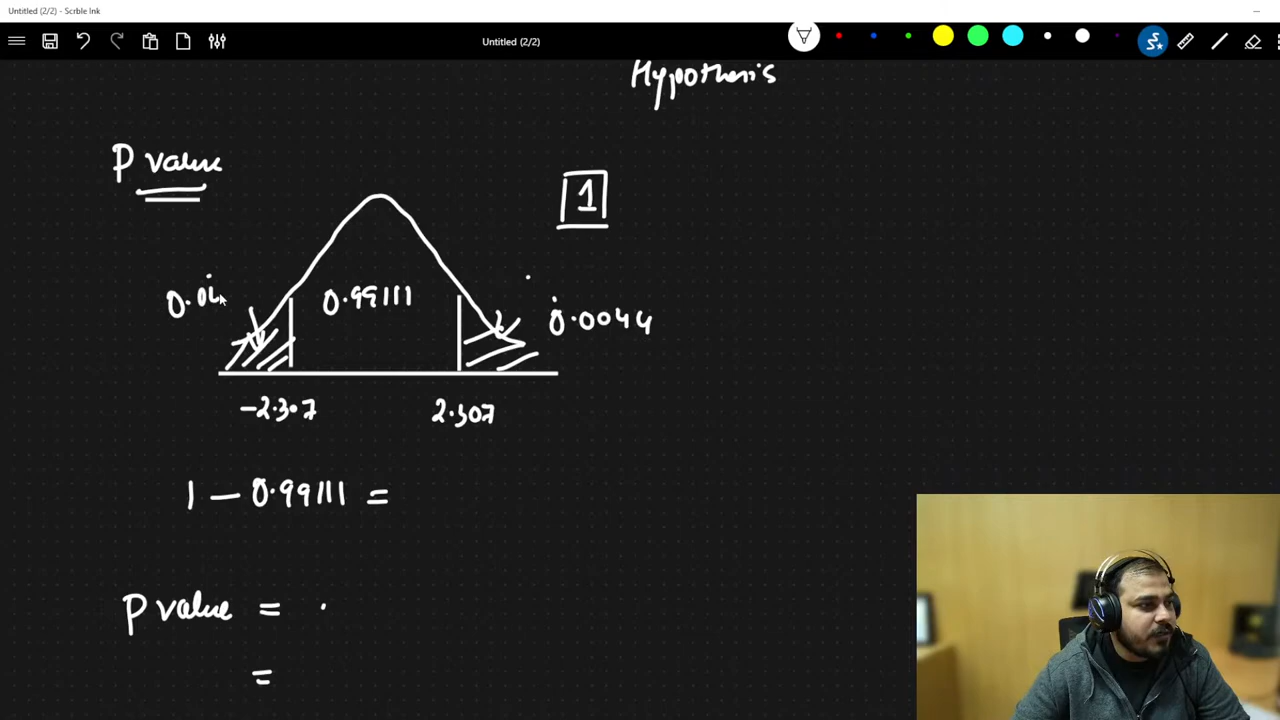 Untitled (2/2) - Scrble Ink
Untitled (2/2)
Hypothesis
P value
1
0.99111
0.0044
-2.307
2.307
1 - 0.99111 =
P value = .
=